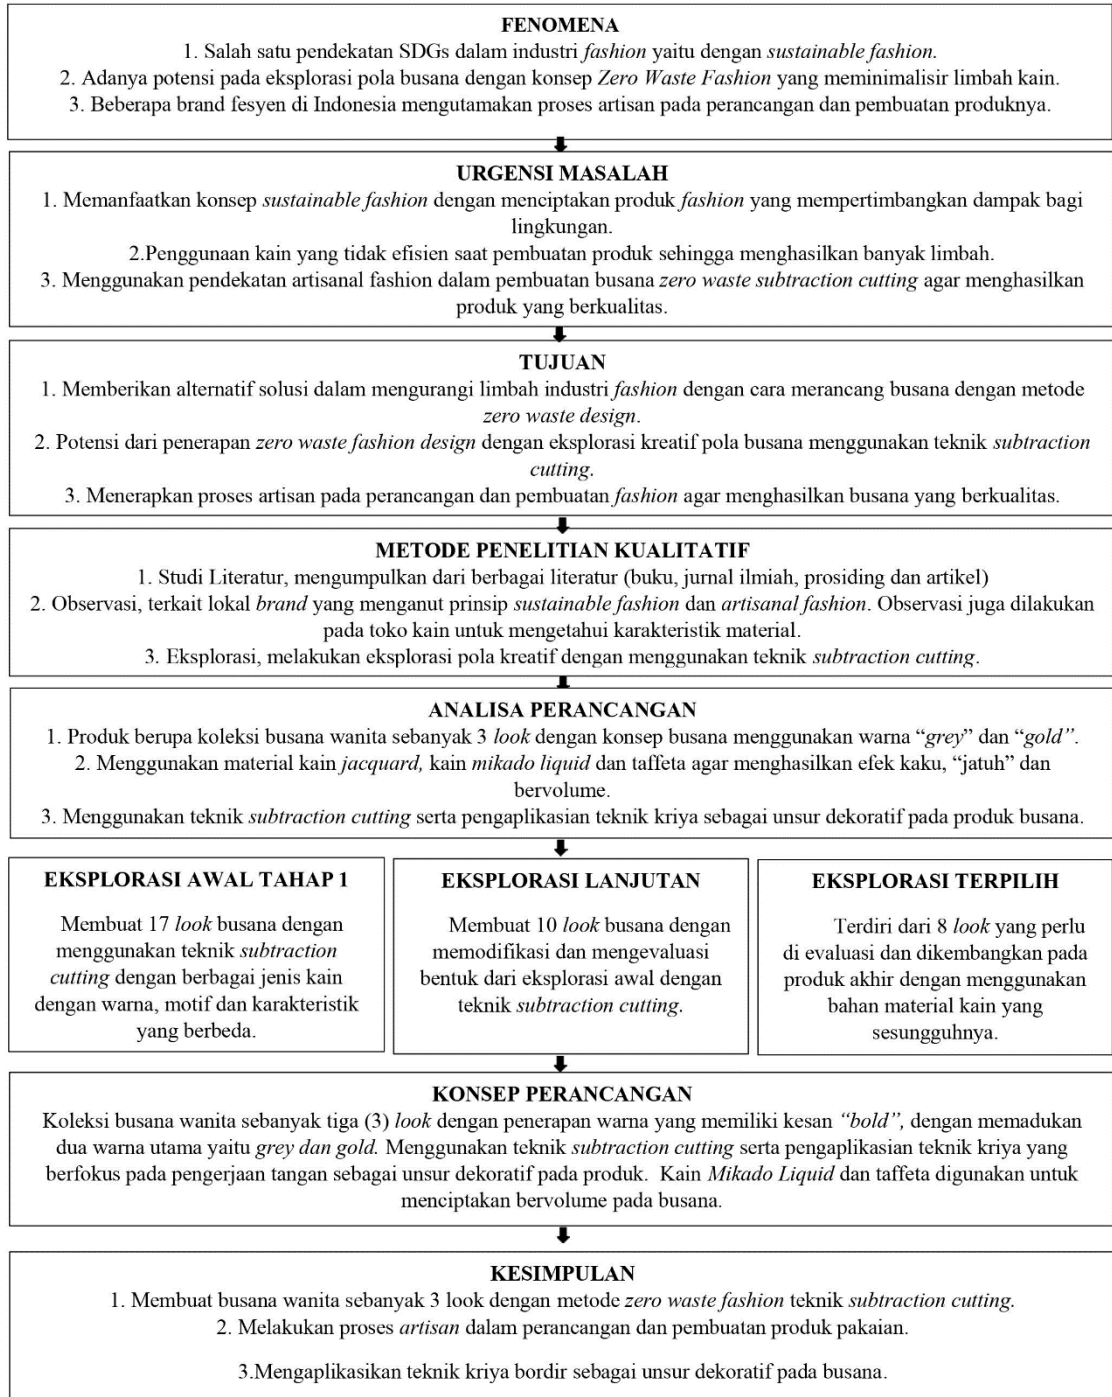 FENOMENA
1. Salah satu pendekatan SDGs dalam industri fashion yaitu dengan sustainable fashion.
2. Adanya potensi pada eksplorasi pola busana dengan konsep Zero Waste Fashion yang meminimalisir limbah kain.
3. Beberapa brand fesyen di Indonesia mengutamakan proses artisan pada perancangan dan pembuatan produknya.
URGENSI MASALAH
1. Memanfaatkan konsep sustainable fashion dengan menciptakan produk fashion yang mempertimbangkan dampak bagi
lingkungan.
2.Penggunaan kain yang tidak efisien saat pembuatan produk sehingga menghasilkan banyak limbah.
3. Menggunakan pendekatan artisanal fashion dalam pembuatan busana zero waste subtraction cutting agar menghasilkan
produk yang berkualitas.
TUJUAN
1. Memberikan alternatif solusi dalam mengurangi limbah industri fashion dengan cara merancang busana dengan metode
zero waste design.
2. Potensi dari penerapan zero waste fashion design dengan eksplorasi kreatif pola busana menggunakan teknik subtraction
cutting.
3. Menerapkan proses artisan pada perancangan dan pembuatan fashion agar menghasilkan busana yang berkualitas.
METODE PENELITIAN KUALITATIF
1. Studi Literatur, mengumpulkan dari berbagai literatur (buku, jurnal ilmiah, prosiding dan artikel)
2. Observasi, terkait lokal brand yang menganut prinsip sustainable fashion dan artisanal fashion. Observasi juga dilakukan
pada toko kain untuk mengetahui karakteristik material.
3. Eksplorasi, melakukan eksplorasi pola kreatif dengan menggunakan teknik subtraction cutting.
ANALISA PERANCANGAN
1. Produk berupa koleksi busana wanita sebanyak 3 look dengan konsep busana menggunakan warna “grey” dan “gold”.
2. Menggunakan material kain jacquard, kain mikado liquid dan taffeta agar menghasilkan efek kaku, “jatuh” dan
bervolume.
3. Menggunakan teknik subtraction cutting serta pengaplikasian teknik kriya sebagai unsur dekoratif pada produk busana.
EKSPLORASI AWAL TAHAP 1
Membuat 17 look busana dengan
menggunakan teknik subtraction
cutting dengan berbagai jenis kain
dengan warna, motif dan karakteristik
yang berbeda.
EKSPLORASI LANJUTAN
Membuat 10 look busana dengan
memodifikasi dan mengevaluasi
bentuk dari eksplorasi awal dengan
teknik subtraction cutting.
EKSPLORASI TERPILIH
Terdiri dari 8 look yang perlu
di evaluasi dan dikembangkan pada
produk akhir dengan menggunakan
bahan material kain yang
sesungguhnya.
KONSEP PERANCANGAN
Koleksi busana wanita sebanyak tiga (3) look dengan penerapan warna yang memiliki kesan “bold”, dengan memadukan
dua warna utama yaitu grey dan gold. Menggunakan teknik subtraction cutting serta pengaplikasian teknik kriya yang
berfokus pada pengerjaan tangan sebagai unsur dekoratif pada produk. Kain Mikado Liquid dan taffeta digunakan untuk
menciptakan bervolume pada busana.
KESIMPULAN
1. Membuat busana wanita sebanyak 3 look dengan metode zero waste fashion teknik subtraction cutting.
2. Melakukan proses artisan dalam perancangan dan pembuatan produk pakaian.
3.Mengaplikasikan teknik kriya bordir sebagai unsur dekoratif pada busana.